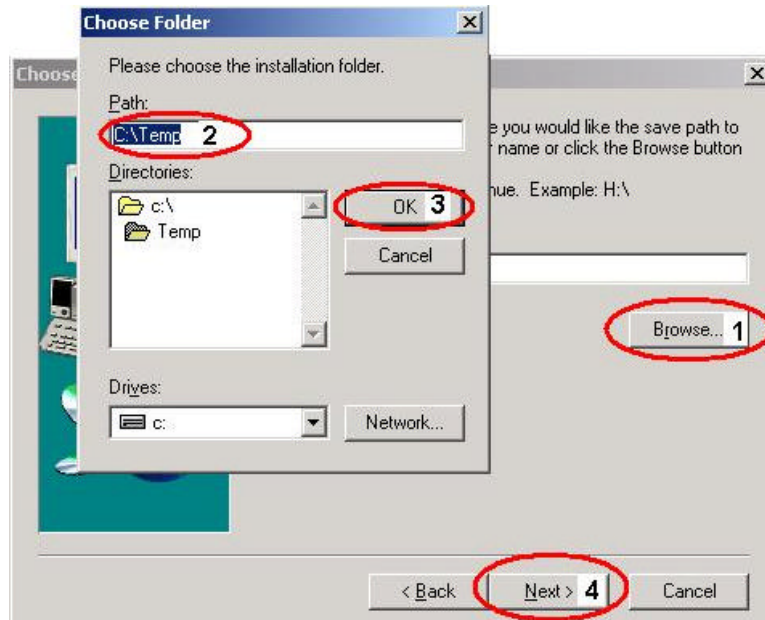 Choose Folder
Please choose the installation folder.
Path:
C:\Temp 2
Directories:
c:\
Temp
OK 3
Cancel
Drives:
c:
Network...
Choose
you would like the save path to
name or click the Browse button
Example: H:\
Browse... 1
< Back
Next > 4
Cancel